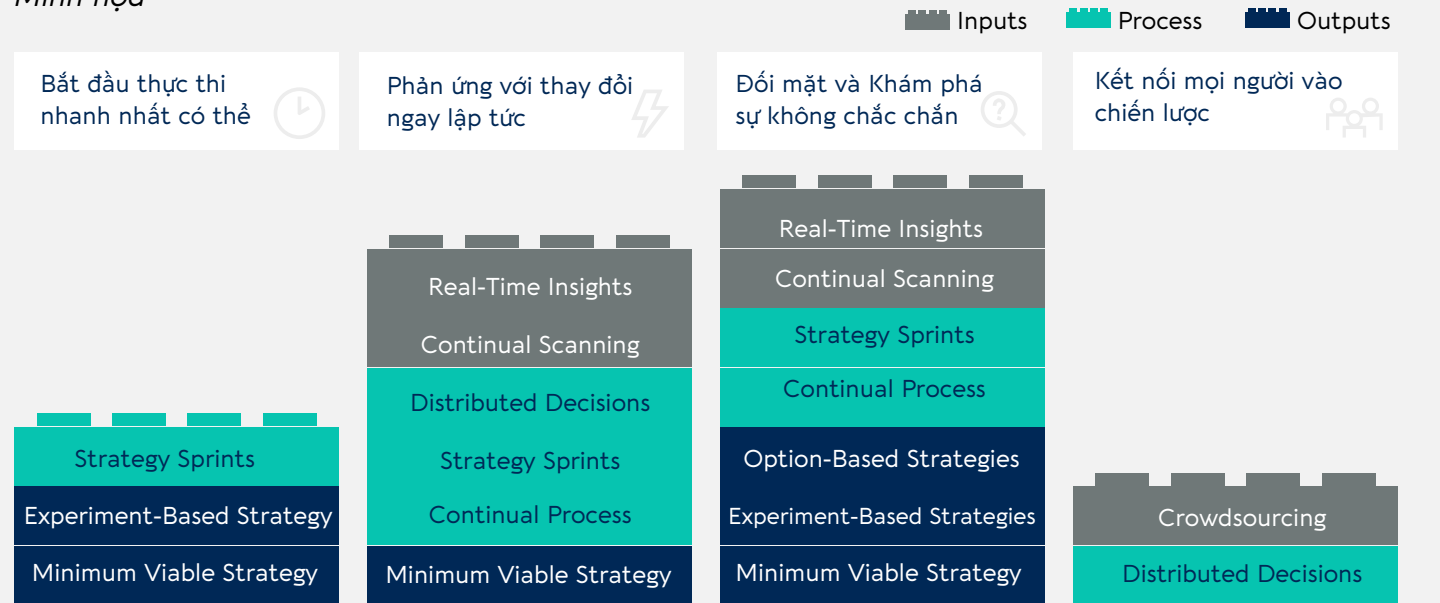 Minh họa
Inputs
Process
Outputs
Bắt đầu thực thi
nhanh nhất có thể
Phản ứng với thay đổi
ngay lập tức
Đối mặt và Khám phá
sự không chắc chắn
Kết nối mọi người vào
chiến lược
Strategy Sprints
Experiment-Based Strategy
Minimum Viable Strategy
Real-Time Insights
Continual Scanning
Distributed Decisions
Strategy Sprints
Continual Process
Minimum Viable Strategy
Real-Time Insights
Continual Scanning
Strategy Sprints
Continual Process
Option-Based Strategies
Experiment-Based Strategies
Minimum Viable Strategy
Crowdsourcing
Distributed Decisions